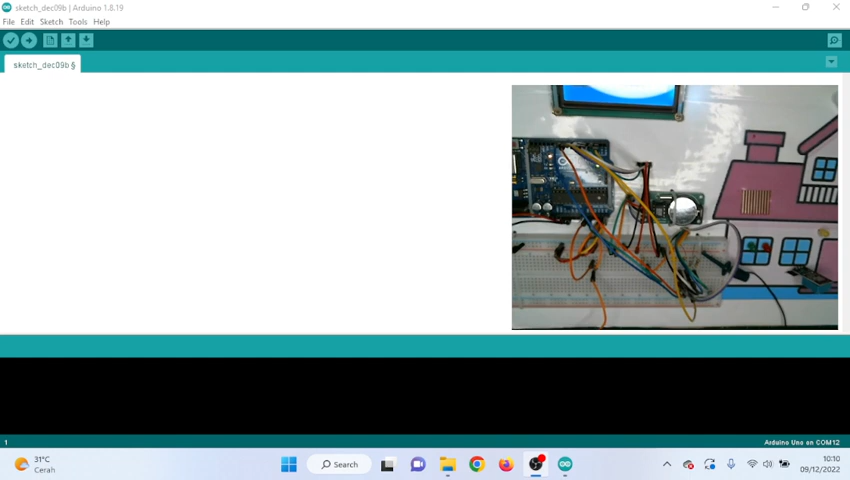 sketch_dec09b | Arduino 1.8.19
File Edit Sketch Tools Help
sketch_dec09b §
1
Arduino Uno on COM12
31°C
Cerah
Search
10:10
09/12/2022